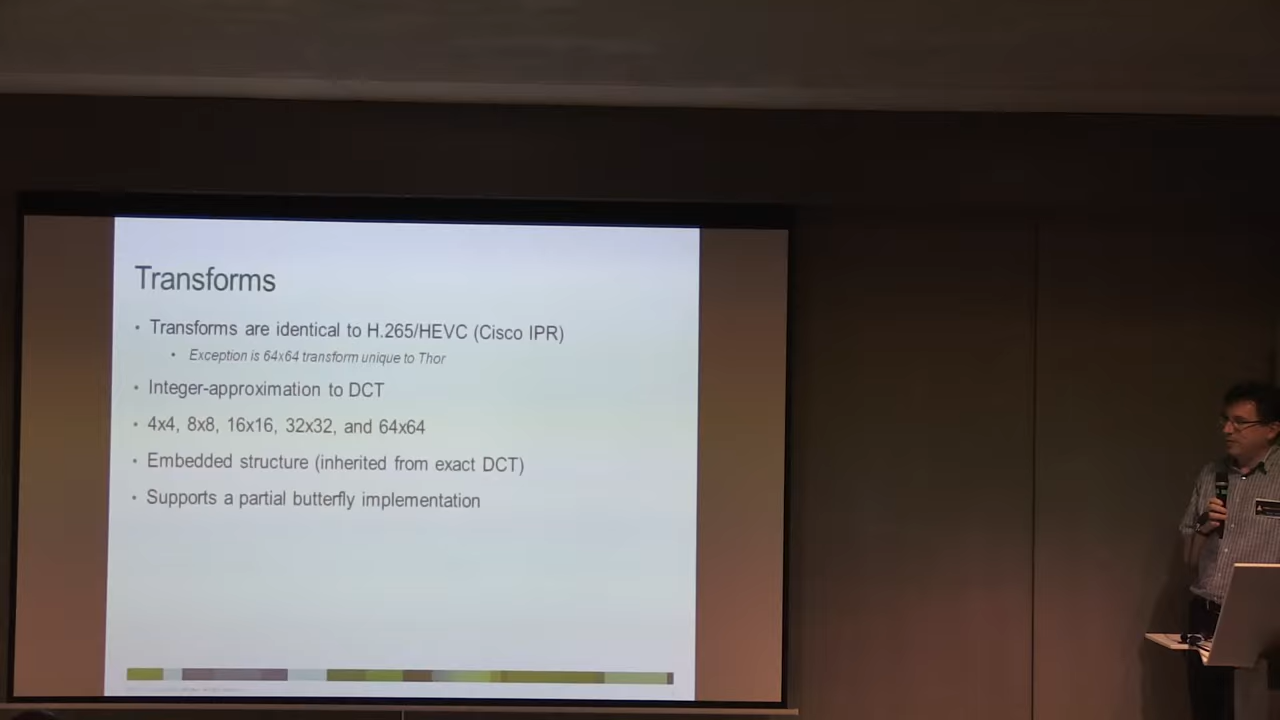 Transforms
• Transforms are identical to H.265/HEVC (Cisco IPR)
• Exception is 64x64 transform unique to Thor
• Integer-approximation to DCT
• 4x4, 8x8, 16x16, 32x32, and 64x64
• Embedded structure (inherited from exact DCT)
• Supports a partial butterfly implementation